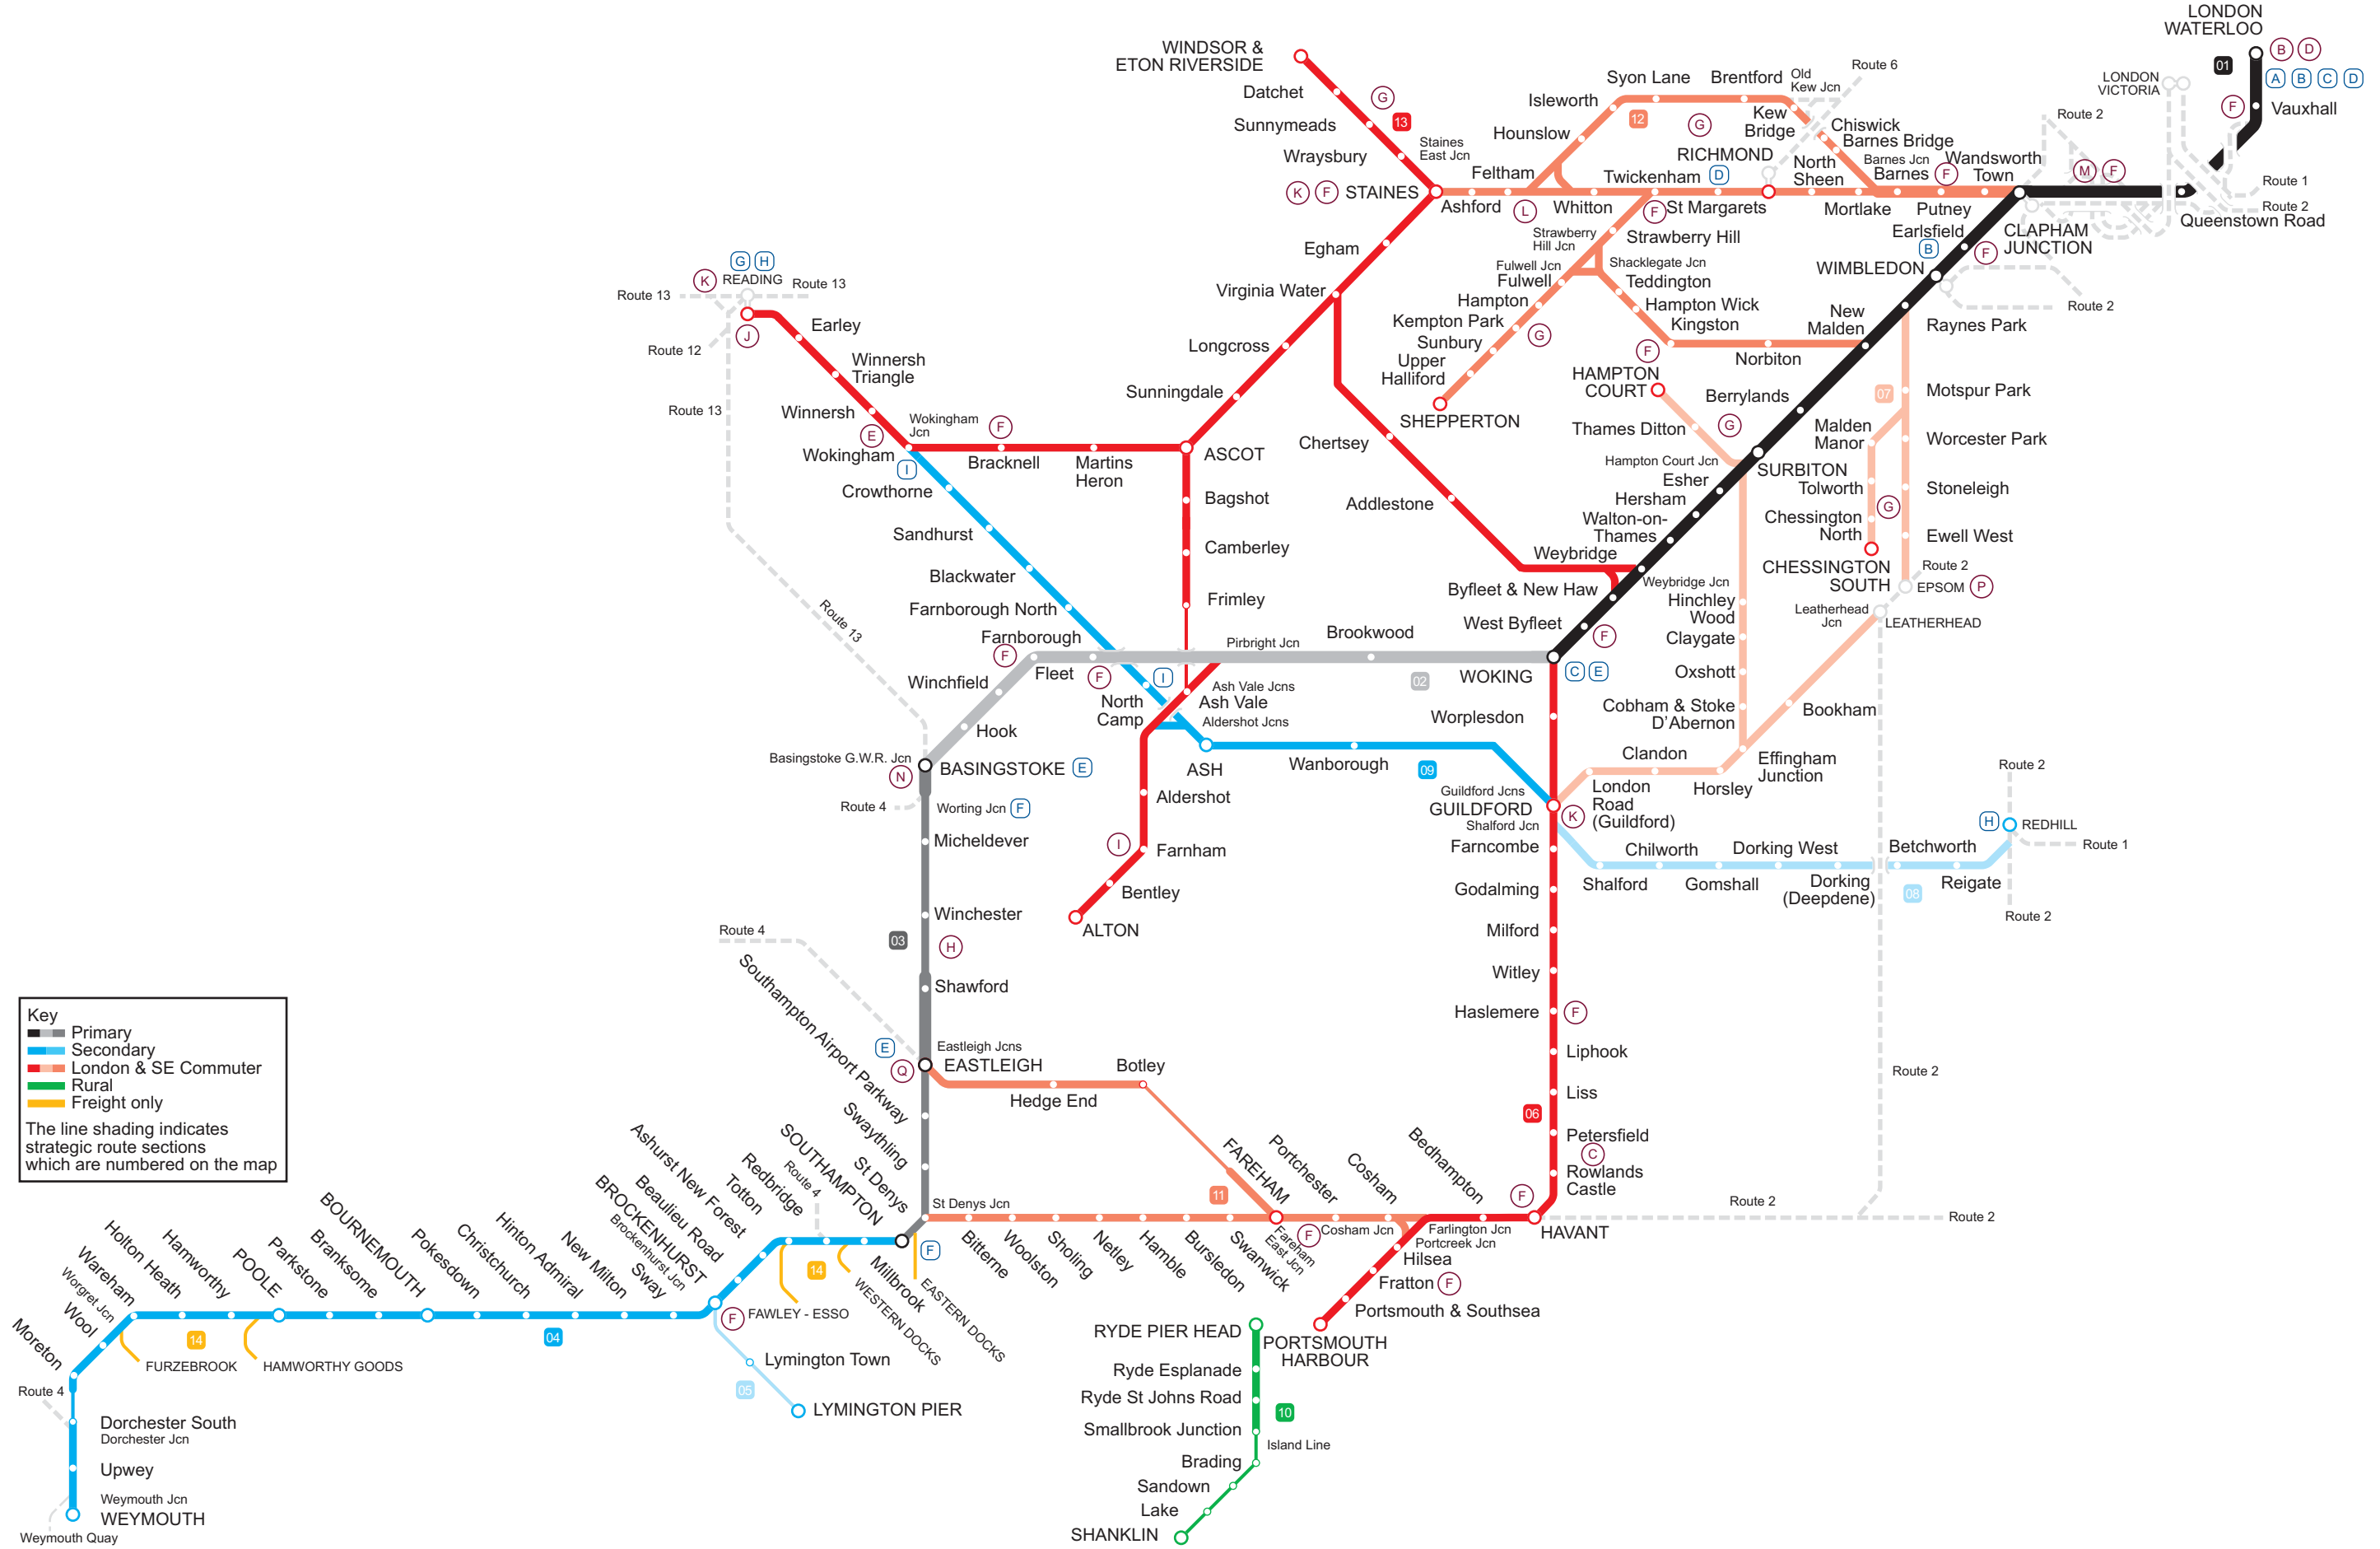 LONDON
WATERLOO
B
D
01
A
B
C
D
F
Vauxhall
LONDON
VICTORIA
Route 2
Route 6
WINDSOR &
ETON RIVERSIDE
Datchet
G
13
Sunnymeads
Wraysbury
Staines
East Jcn
K
F
STAINES
Syon Lane
Brentford
Old
Kew Jcn
Isleworth
12
Hounslow
G
Kew
Bridge
Chiswick
Barnes Bridge
Feltham
Twickenham
D
RICHMOND
North
Sheen
Barnes Jcn
Barnes
F
Wandsworth
Town
M
F
Route 1
Route 2
Queenstown Road
Ashford
L
Whitton
F
St Margarets
Mortlake
Putney
Earlsfield
CLAPHAM
JUNCTION
B
F
WIMBLEDON
Route 2
Strawberry
Hill Jcn
Strawberry Hill
Fulwell Jcn
Fulwell
Shacklegate Jcn
Teddington
Hampton
Hampton Wick
Kempton Park
Kingston
Sunbury
G
F
Norbiton
New
Malden
Raynes Park
Upper
Halliford
SHEPPERTON
HAMPTON
COURT
Berrylands
07
Motspur Park
Thames Ditton
G
Malden
Manor
Worcester Park
Hampton Court Jcn
SURBITON
Esher
Tolworth
Stoneleigh
Hersham
G
Walton-on-
Thames
Chessington
North
Ewell West
Weybridge
CHESSINGTON
SOUTH
Route 2
EPSOM
P
Byfleet & New Haw
Weybridge Jcn
Hinchley
Wood
Leatherhead
Jcn
LEATHERHEAD
West Byfleet
F
Claygate
Oxshott
Cobham & Stoke
D'Abernon
Bookham
Effingham
Junction
Egham
Virginia Water
Longcross
Sunningdale
Chertsey
Addlestone
G
H
K
READING
Route 13
Route 13
J
Earley
Route 12
Winnersh
Triangle
Route 13
Winnersh
Wokingham
Jcn
E
F
Wokingham
I
Bracknell
Martins
Heron
ASCOT
Crowthorne
Bagshot
Sandhurst
Camberley
Blackwater
Frimley
Farnborough North
Route 13
Farnborough
F
Fleet
F
I
Pirbright Jcn
Brookwood
02
WOKING
C
E
Winchfield
North
Camp
Ash Vale Jcns
Ash Vale
Aldershot Jcns
Worplesdon
Hook
Basingstoke G.W.R. Jcn
N
BASINGSTOKE
E
ASH
Wanborough
09
Clandon
Horsley
London
Road
(Guildford)
Guildford Jcns
GUILDFORD
K
Shalford Jcn
Route 4
Worting Jcn
F
Aldershot
Micheldever
I
Farnham
Bentley
ALTON
Farncombe
Chilworth
Dorking West
Betchworth
Route 2
H
REDHILL
Route 1
Shalford
Gomshall
Dorking
(Deepdene)
08
Reigate
Route 2
Godalming
Winchester
Milford
Route 4
03
H
Witley
Shawford
Haslemere
F
Eastleigh Jcns
E
Q
EASTLEIGH
Botley
Hedge End
Liphook
Route 2
Liss
06
Petersfield
C
Rowlands
Castle
Key
Primary
Secondary
London & SE Commuter
Rural
Freight only
The line shading indicates
strategic route sections
which are numbered on the map
Southampton Airport Parkway
Swaythling
St Denys
St Denys Jcn
SOUTHAMPTON
Route 4
Redbridge
Totton
Ashurst New Forest
Beaulieu Road
BROCKENHURST
Brockenhurst Jcn
Sway
New Milton
Hinton Admiral
Christchurch
Pokesdown
BOURNEMOUTH
Branksome
Parkstone
POOLE
Hamworthy
Holton Heath
Wareham
Worgret Jcn
Wool
Moreton
11
FAREHAM
Portchester
Cosham
Bedhampton
F
Route 2
Route 2
HAVANT
F
Cosham Jcn
Farlington Jcn
Portcreek Jcn
Fareham
East Jcn
Hilsea
Fratton
F
Portsmouth & Southsea
PORTSMOUTH
HARBOUR
Bitterne
Woolston
Sholing
Netley
Hamble
Bursledon
Swanwick
F
Millbrook
EASTERN DOCKS
WESTERN DOCKS
14
FAWLEY - ESSO
F
Lymington Town
05
LYMINGTON PIER
04
14
FURZEBROOK
HAMWORTHY GOODS
Route 4
Dorchester South
Dorchester Jcn
Upwey
Weymouth Jcn
WEYMOUTH
Weymouth Quay
RYDE PIER HEAD
Ryde Esplanade
Ryde St Johns Road
10
Smallbrook Junction
Island Line
Brading
Sandown
Lake
SHANKLIN